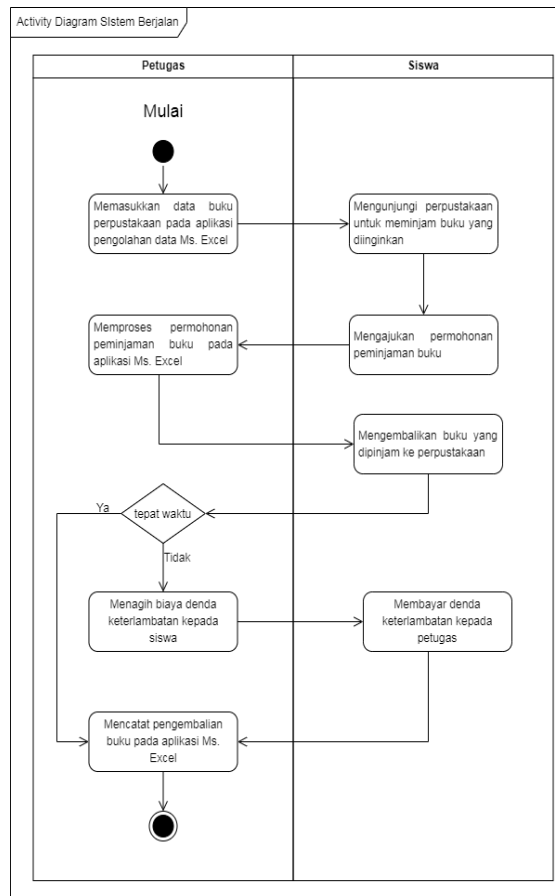 Activity Diagram SIstem Berjalan
Petugas
Siswa
Mulai
Memasukkan data buku
perpustakaan pada aplikasi
pengolahan data Ms. Excel
Mengunjungi perpustakaan
untuk meminjam buku yang
diinginkan
Mengajukan permohonan
peminjaman buku
Memproses permohonan
peminjaman buku pada
aplikasi Ms. Excel
Mengembalikan buku yang
dipinjam ke perpustakaan
tepat waktu
Ya
Tidak
Menagih biaya denda
keterlambatan kepada
siswa
Membayar denda
keterlambatan kepada
petugas
Mencatat pengembalian
buku pada aplikasi Ms.
Excel